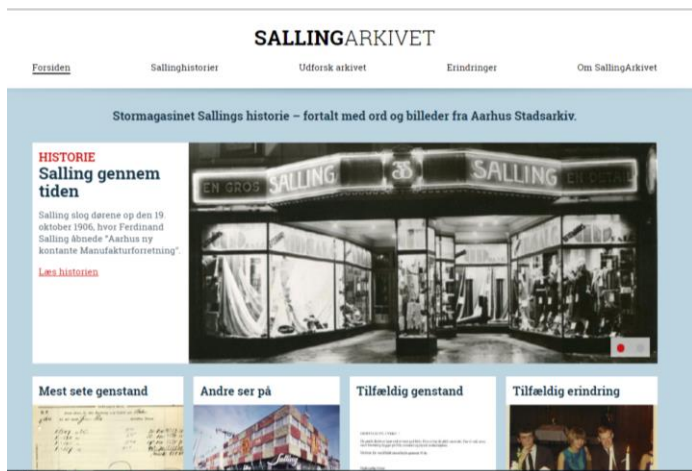 SALLINGARKIVET
Forsiden
Sallinghistorier
Udforsk arkivet
Erindringer
Om SallingArkivet
Stormagasinet Sallings historie – fortalt med ord og billeder fra Aarhus Stadsarkiv.
HISTORIE
Salling gennem
tiden
Salling slog dørene op den 19.
oktober 1906, hvor Ferdinand
Salling åbnede "Aarhus ny
kontante Manufakturforretning".
Læs historien
EN GROS SALLING SALLING EN DETAIL
Mest sete genstand
Andre ser på
Tilfældig genstand
Tilfældig erindring
Salling